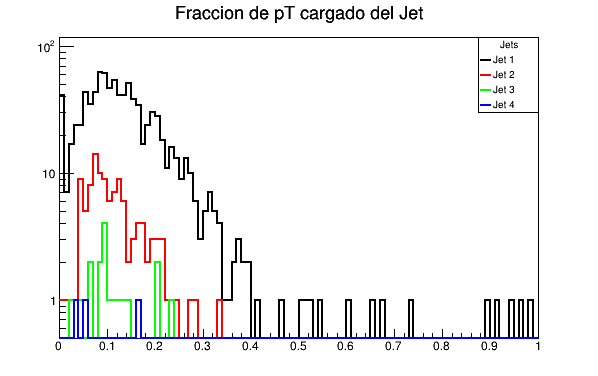 Fraccion de pT cargado del Jet
Jets
Jet 1
Jet 2
Jet 3
Jet 4
10²
10
1
0 0.1 0.2 0.3 0.4 0.5 0.6 0.7 0.8 0.9 1